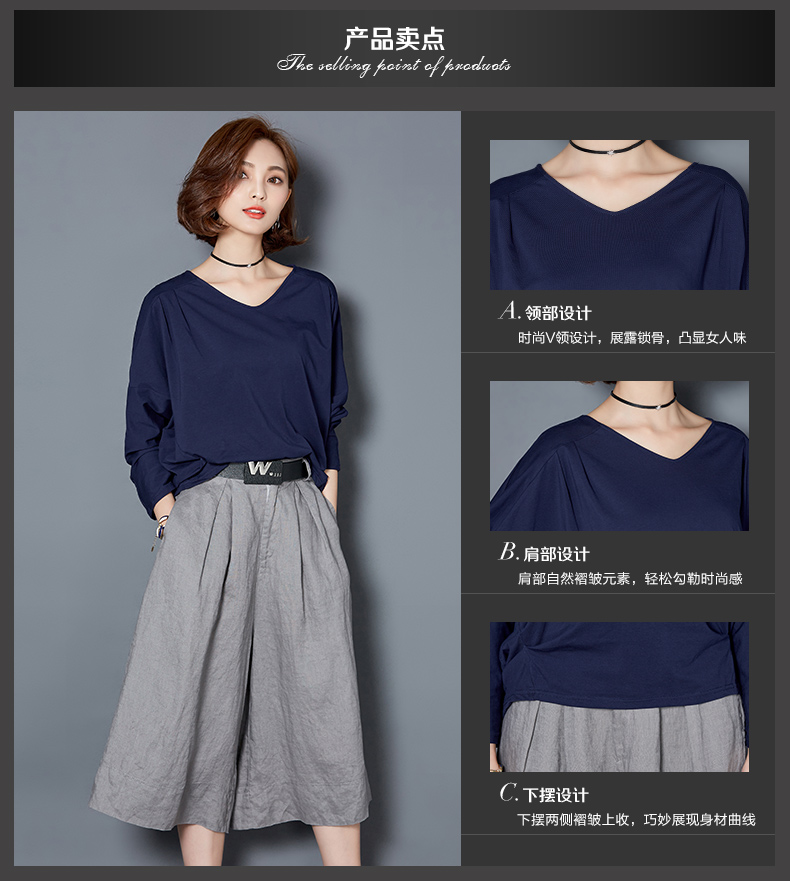 产品卖点
The selling point of products
W
A. 领部设计
时尚V领设计，展露锁骨，凸显女人味
B. 肩部设计
肩部自然褶皱元素，轻松勾勒时尚感
C. 下摆设计
下摆两侧褶皱上收，巧妙展现身材曲线